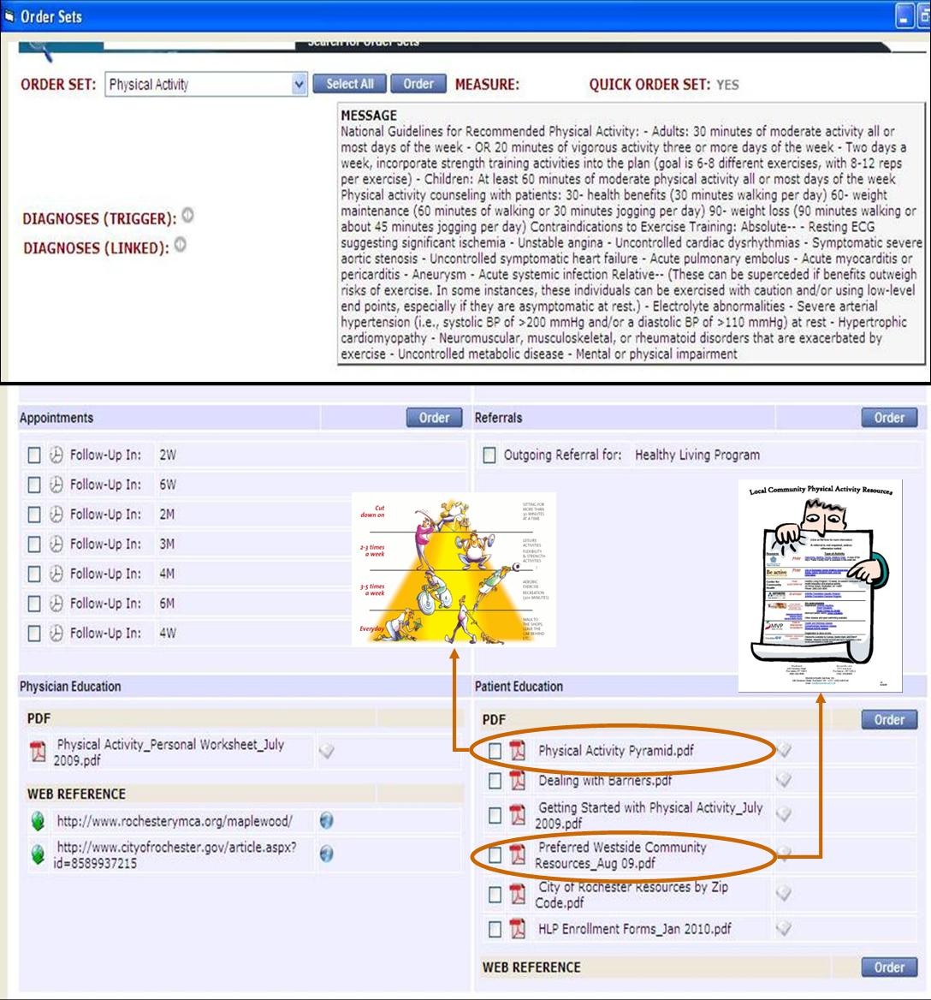 Order Sets
Search for Order Sets
ORDER SET: Physical Activity Select All Order MEASURE: QUICK ORDER SET: YES
MESSAGE
National Guidelines for Recommended Physical Activity: - Adults: 30 minutes of moderate activity all or
most days of the week - OR 20 minutes of vigorous activity three or more days of the week - Two days a
week, incorporate strength training activities into the plan (goal is 6-8 different exercises, with 8-12 reps
per exercise) - Children: At least 60 minutes of moderate physical activity all or most days of the week
Physical activity counseling with patients: 30- health benefits (30 minutes walking per day) 60- weight
maintenance (60 minutes of walking or 30 minutes jogging per day) 90- weight loss (90 minutes walking or
about 45 minutes jogging per day) Contraindications to Exercise Training: Absolute-- - Resting ECG
suggesting significant ischemia - Unstable angina - Uncontrolled cardiac dysrhythmias - Symptomatic severe
aortic stenosis - Uncontrolled symptomatic heart failure - Acute pulmonary embolus - Acute myocarditis or
pericarditis - Aneurysm - Acute systemic infection Relative-- (These can be superceded if benefits outweigh
risks of exercise. In some instances, these individuals can be exercised with caution and/or using low-level
end points, especially if they are asymptomatic at rest.) - Electrolyte abnormalities - Severe arterial
hypertension (i.e., systolic BP of >200 mmHg and/or a diastolic BP of >110 mmHg) at rest - Hypertrophic
cardiomyopathy - Neuromuscular, musculoskeletal, or rheumatoid disorders that are exacerbated by
exercise - Uncontrolled metabolic disease - Mental or physical impairment
DIAGNOSES (TRIGGER):
DIAGNOSES (LINKED):
Appointments Order
Follow-Up In: 2W
Follow-Up In: 6W
Follow-Up In: 2M
Follow-Up In: 3M
Follow-Up In: 4M
Follow-Up In: 6M
Follow-Up In: 4W
Referrals Order
Outgoing Referral for: Healthy Living Program
Cut
down on
SITTING FOR
MORE THAN
30 MINUTES
AT A TIME
2-3 times
a week
LEISURE
ACTIVITIES
FLEXIBILITY
& STRENGTH
ACTIVITIES
3-5 times
a week
AEROBIC
EXERCISE
RECREATION
Everyday
WALK TO
THE SHOPS,
LEAVE THE
CAR BEHIND
ETC.
Local Community Physical Activity Resources
Type of Activity
Free
Be active
Free
Center for
Community
Health
MVP
Physician Education
PDF
Physical Activity_Personal Worksheet_July
2009.pdf
WEB REFERENCE
http://www.rochesterymca.org/maplewood/
http://www.cityofrochester.gov/article.aspx?
id=8589937215
Patient Education
PDF Order
Physical Activity Pyramid.pdf
Dealing with Barriers.pdf
Getting Started with Physical Activity_July
2009.pdf
Preferred Westside Community
Resources_Aug 09.pdf
City of Rochester Resources by Zip
Code.pdf
HLP Enrollment Forms_Jan 2010.pdf
WEB REFERENCE Order